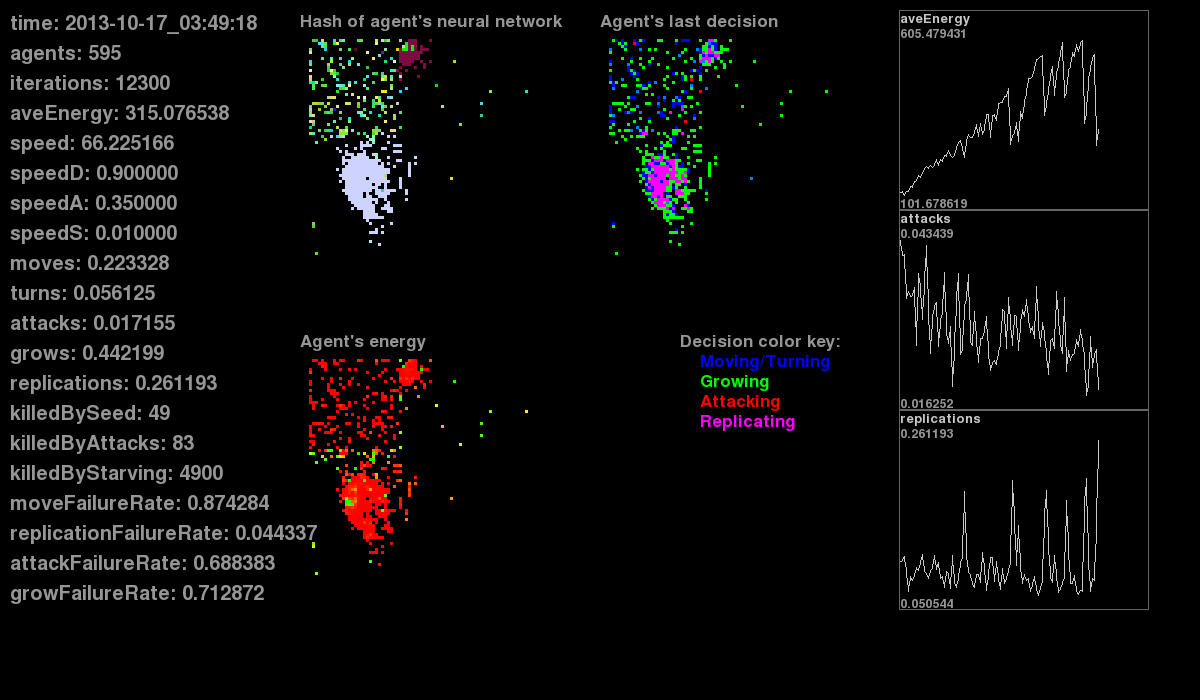 time: 2013-10-17_03:49:18
agents: 595
iterations: 12300
aveEnergy: 315.076538
speed: 66.225166
speedD: 0.900000
speedA: 0.350000
speedS: 0.010000
moves: 0.223328
turns: 0.056125
attacks: 0.017155
grows: 0.442199
replications: 0.261193
killedBySeed: 49
killedByAttacks: 83
killedByStarving: 4900
moveFailureRate: 0.874284
replicationFailureRate: 0.044337
attackFailureRate: 0.688383
growFailureRate: 0.712872
Hash of agent's neural network
Agent's last decision
Agent's energy
Decision color key:
Moving/Turning
Growing
Attacking
Replicating
aveEnergy
605.479431
101.678619
attacks
0.043439
0.016252
replications
0.261193
0.050544